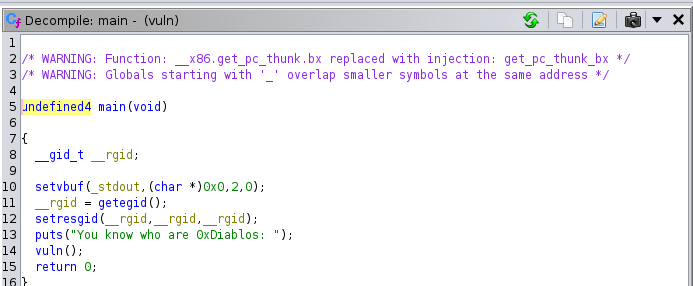 Decompile: main - (vuln)
1
2 /* WARNING: Function: __x86.get_pc_thunk.bx replaced with injection: get_pc_thunk_bx */
3 /* WARNING: Globals starting with '_' overlap smaller symbols at the same address */
4
5 undefined4 main(void)
6
7 {
8   __gid_t __rgid;
9
10   setvbuf(_stdout,(char *)0x0,2,0);
11   __rgid = getegid();
12   setresgid(__rgid,__rgid,__rgid);
13   puts("You know who are 0xDiablos: ");
14   vuln();
15   return 0;
16 }